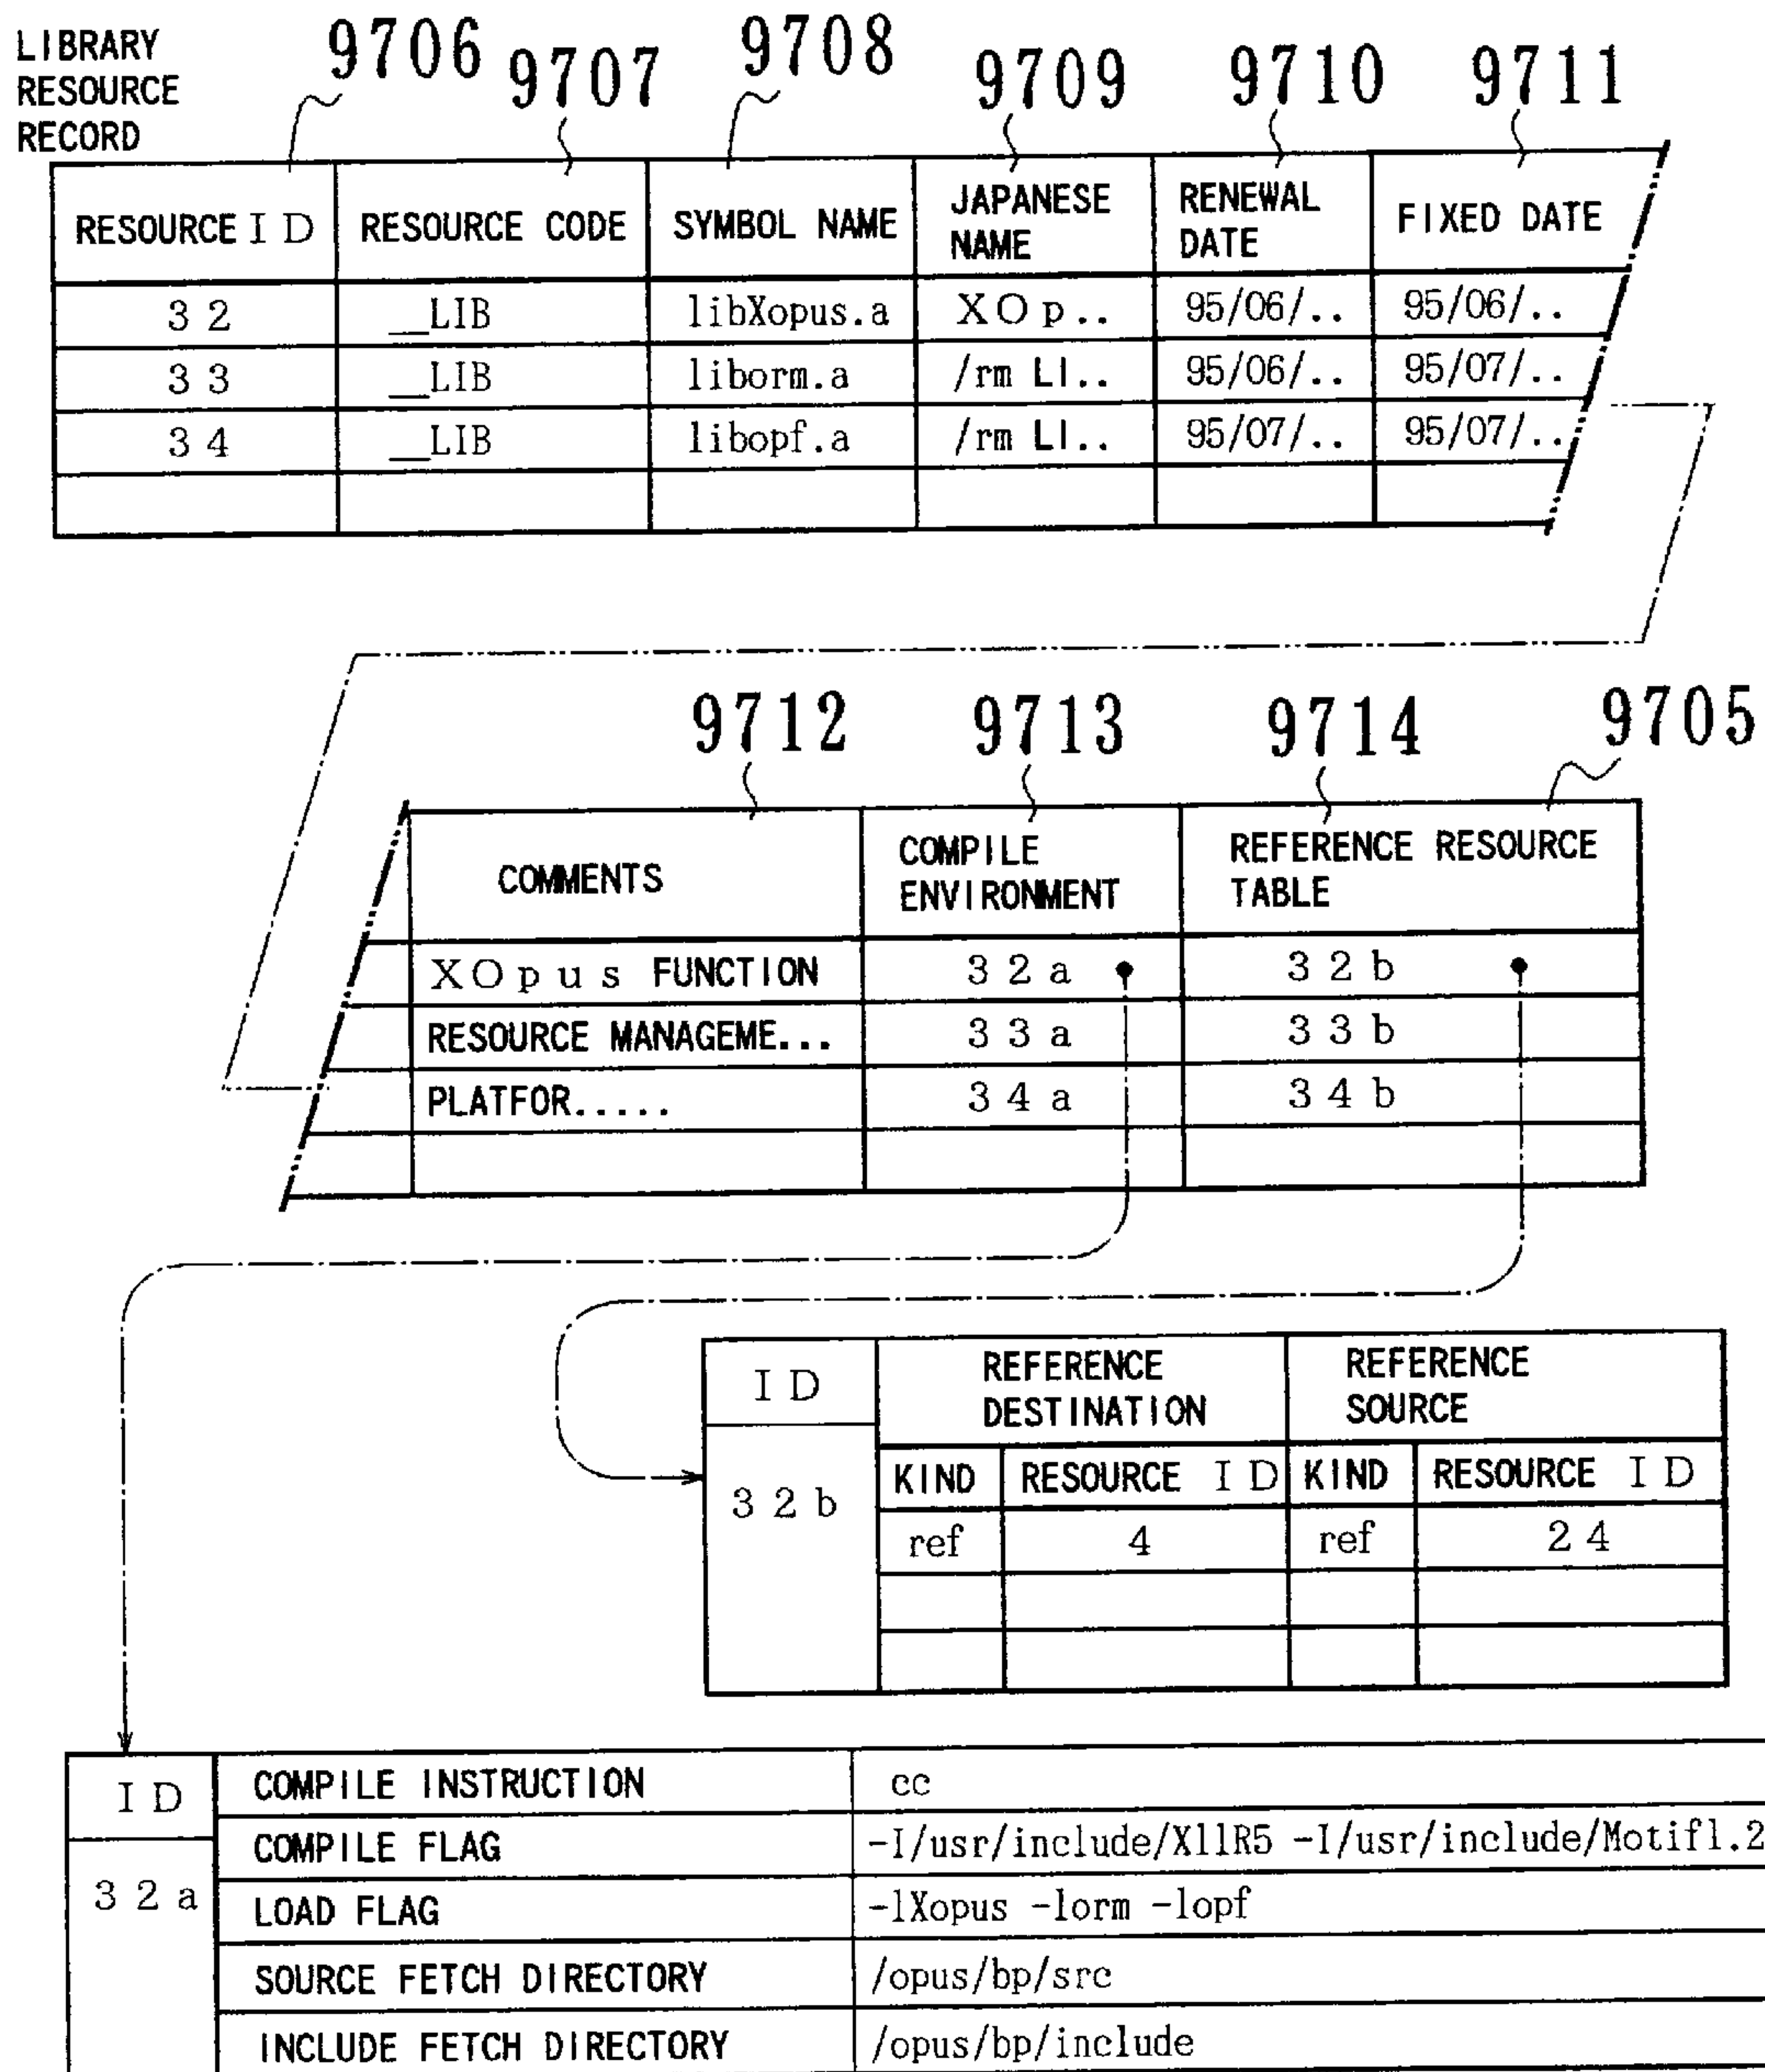 LIBRARY
RESOURCE
RECORD
9706 9707 9708 9709 9710 9711
RESOURCE ID RESOURCE CODE SYMBOL NAME JAPANESE NAME RENEWAL DATE FIXED DATE
32 __LIB libXopus.a XOp.. 95/06/.. 95/06/..
33 __LIB liborm.a /rm LI.. 95/06/.. 95/07/..
34 __LIB libopf.a /rm LI.. 95/07/.. 95/07/..
9712 9713 9714 9705
COMMENTS COMPILE ENVIRONMENT REFERENCE RESOURCE TABLE
XOpus FUNCTION 32a 32b
RESOURCE MANAGEME... 33a 33b
PLATFOR..... 34a 34b
ID REFERENCE DESTINATION REFERENCE SOURCE
32b KIND RESOURCE ID KIND RESOURCE ID
ref 4 ref 24
ID COMPILE INSTRUCTION cc
COMPILE FLAG -I/usr/include/X11R5 -I/usr/include/Motif1.2
32a LOAD FLAG -lXopus -lorm -lopf
SOURCE FETCH DIRECTORY /opus/bp/src
INCLUDE FETCH DIRECTORY /opus/bp/include